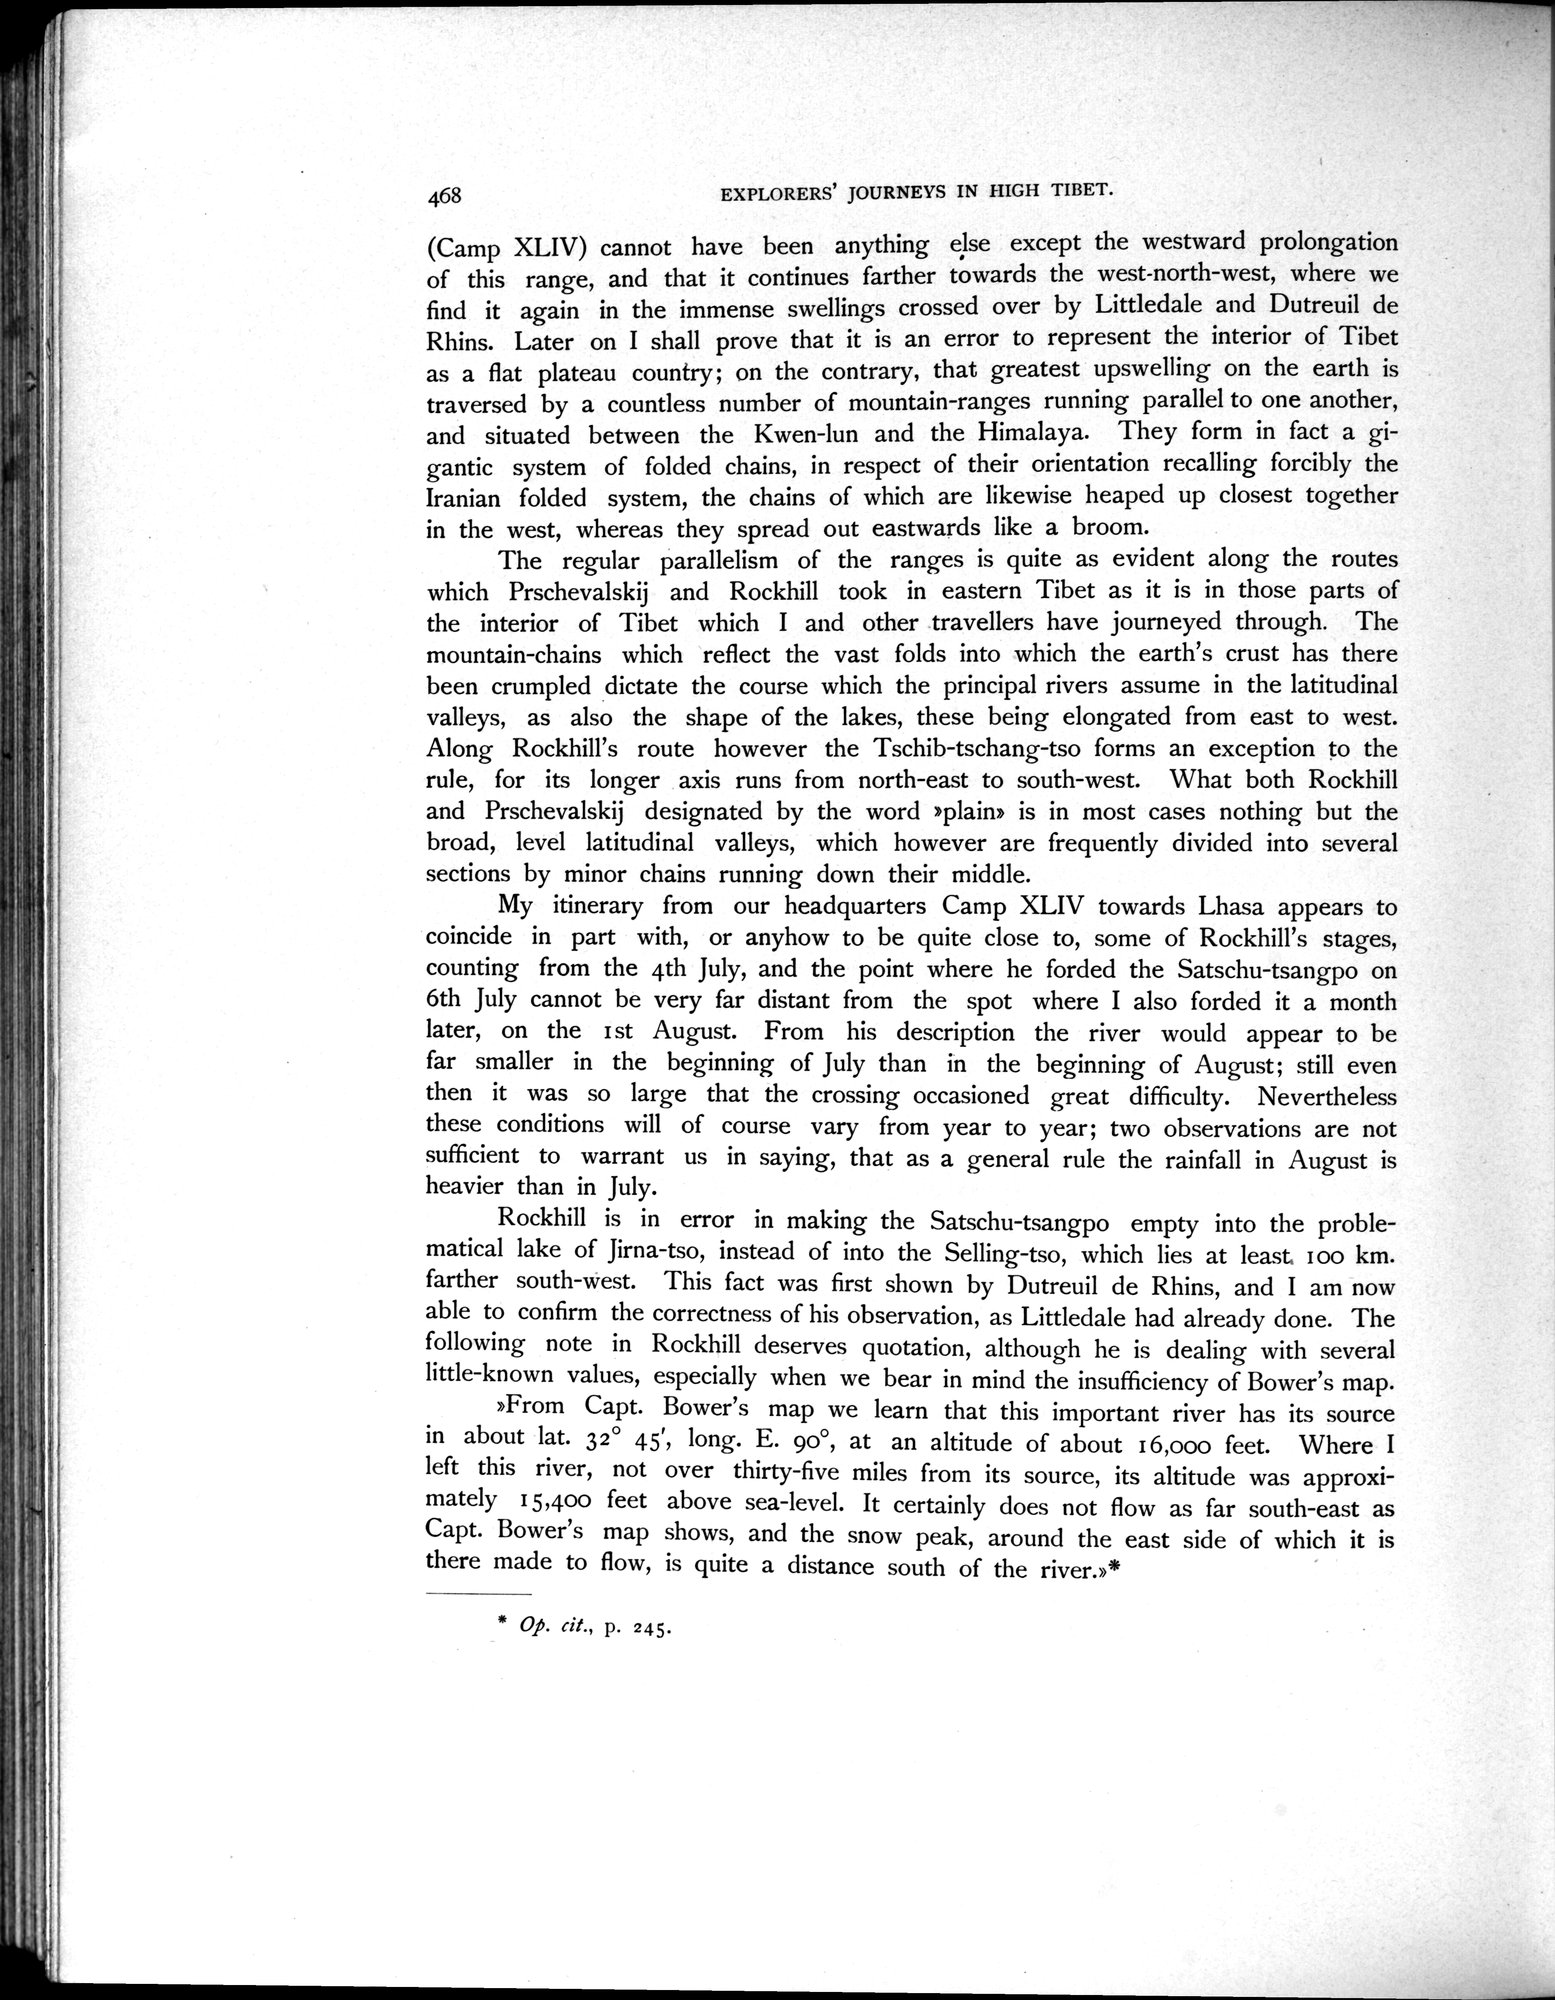 468 EXPLORERS' JOURNEYS IN HIGH TIBET.
(Camp XLIV) cannot have been anything else except the westward prolongation
of this range, and that it continues farther towards the west-north-west, where we
find it again in the immense swellings crossed over by Littledale and Dutreuil de
Rhins. Later on I shall prove that it is an error to represent the interior of Tibet
as a flat plateau country; on the contrary, that greatest upswelling on the earth is
traversed by a countless number of mountain-ranges running parallel to one another,
and situated between the Kwen-lun and the Himalaya. They form in fact a gi-
gantic system of folded chains, in respect of their orientation recalling forcibly the
Iranian folded system, the chains of which are likewise heaped up closest together
in the west, whereas they spread out eastwards like a broom.
The regular parallelism of the ranges is quite as evident along the routes
which Prschevalskij and Rockhill took in eastern Tibet as it is in those parts of
the interior of Tibet which I and other travellers have journeyed through. The
mountain-chains which reflect the vast folds into which the earth's crust has there
been crumpled dictate the course which the principal rivers assume in the latitudinal
valleys, as also the shape of the lakes, these being elongated from east to west.
Along Rockhill's route however the Tschib-tschang-tso forms an exception to the
rule, for its longer axis runs from north-east to south-west. What both Rockhill
and Prschevalskij designated by the word »plain» is in most cases nothing but the
broad, level latitudinal valleys, which however are frequently divided into several
sections by minor chains running down their middle.
My itinerary from our headquarters Camp XLIV towards Lhasa appears to
coincide in part with, or anyhow to be quite close to, some of Rockhill's stages,
counting from the 4th July, and the point where he forded the Satschu-tsangpo on
6th July cannot be very far distant from the spot where I also forded it a month
later, on the 1st August. From his description the river would appear to be
far smaller in the beginning of July than in the beginning of August; still even
then it was so large that the crossing occasioned great difficulty. Nevertheless
these conditions will of course vary from year to year; two observations are not
sufficient to warrant us in saying, that as a general rule the rainfall in August is
heavier than in July.
Rockhill is in error in making the Satschu-tsangpo empty into the proble-
matical lake of Jirna-tso, instead of into the Selling-tso, which lies at least 100 km.
farther south-west. This fact was first shown by Dutreuil de Rhins, and I am now
able to confirm the correctness of his observation, as Littledale had already done. The
following note in Rockhill deserves quotation, although he is dealing with several
little-known values, especially when we bear in mind the insufficiency of Bower's map.
»From Capt. Bower's map we learn that this important river has its source
in about lat. 32° 45', long. E. 90°, at an altitude of about 16,000 feet. Where I
left this river, not over thirty-five miles from its source, its altitude was approxi-
mately 15,400 feet above sea-level. It certainly does not flow as far south-east as
Capt. Bower's map shows, and the snow peak, around the east side of which it is
there made to flow, is quite a distance south of the river.»*
* Op. cit., p. 245.